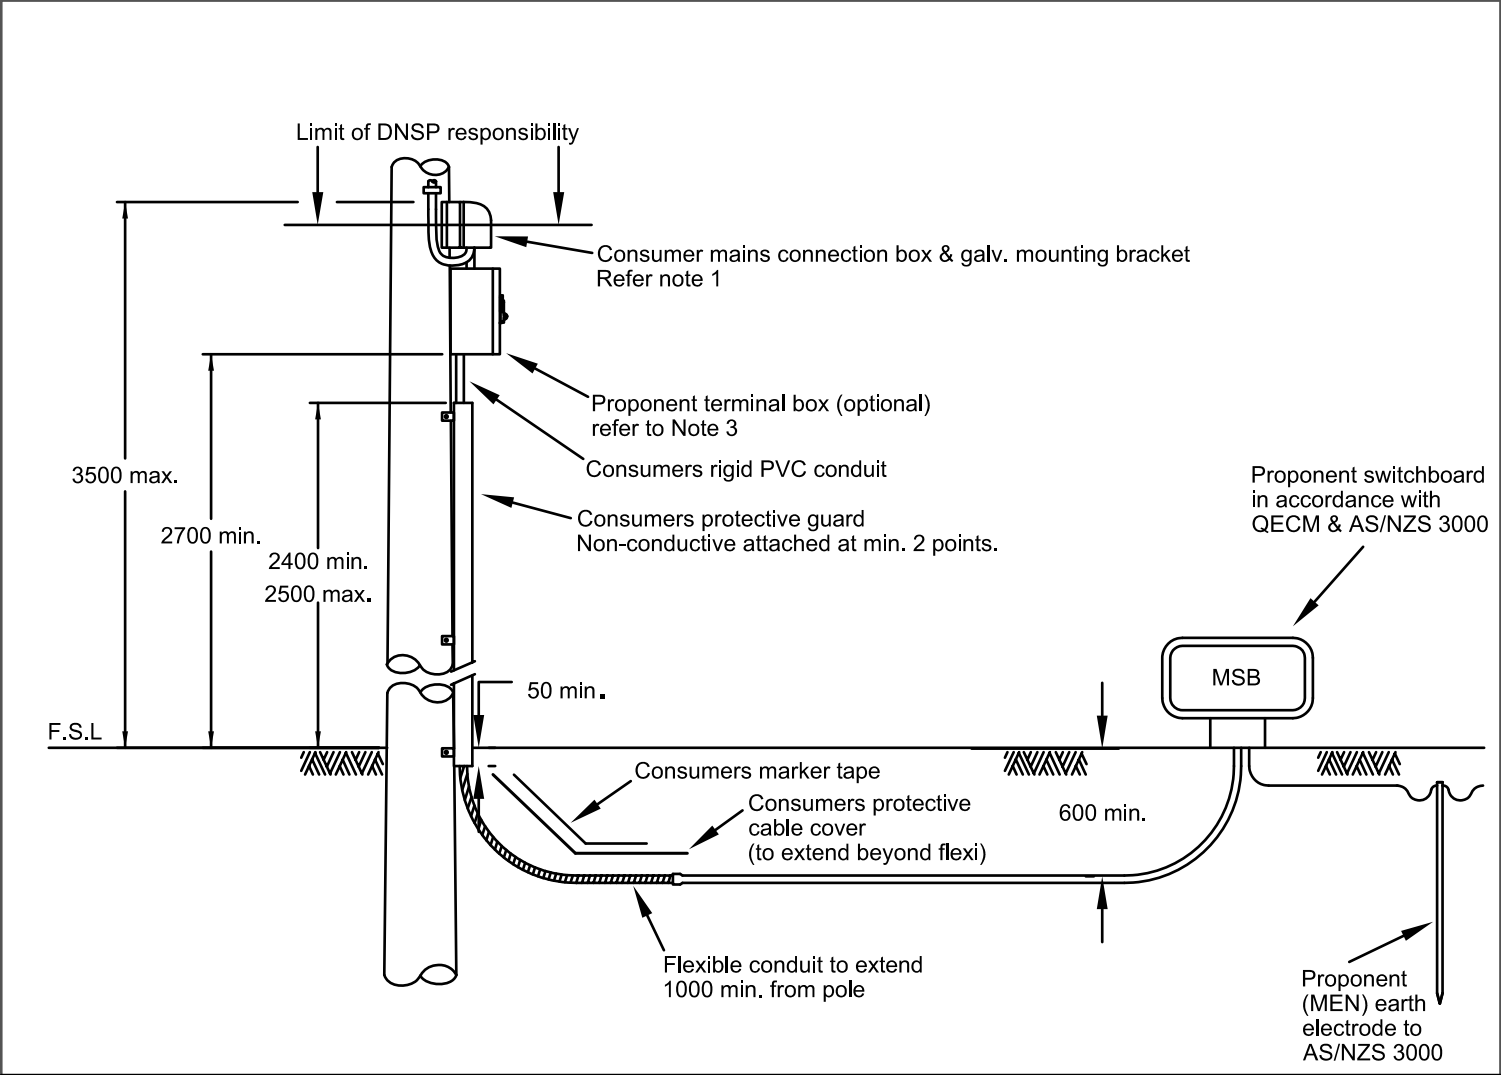 Limit of DNSP responsibility
Consumer mains connection box & galv. mounting bracket
Refer note 1
Proponent terminal box (optional)
refer to Note 3
Consumers rigid PVC conduit
3500 max.
2700 min.
2400 min.
2500 max.
Consumers protective guard
Non-conductive attached at min. 2 points.
Proponent switchboard
in accordance with
QECM & AS/NZS 3000
MSB
50 min.
F.S.L
Consumers marker tape
Consumers protective
cable cover
(to extend beyond flexi)
600 min.
Flexible conduit to extend
1000 min. from pole
Proponent
(MEN) earth
electrode to
AS/NZS 3000